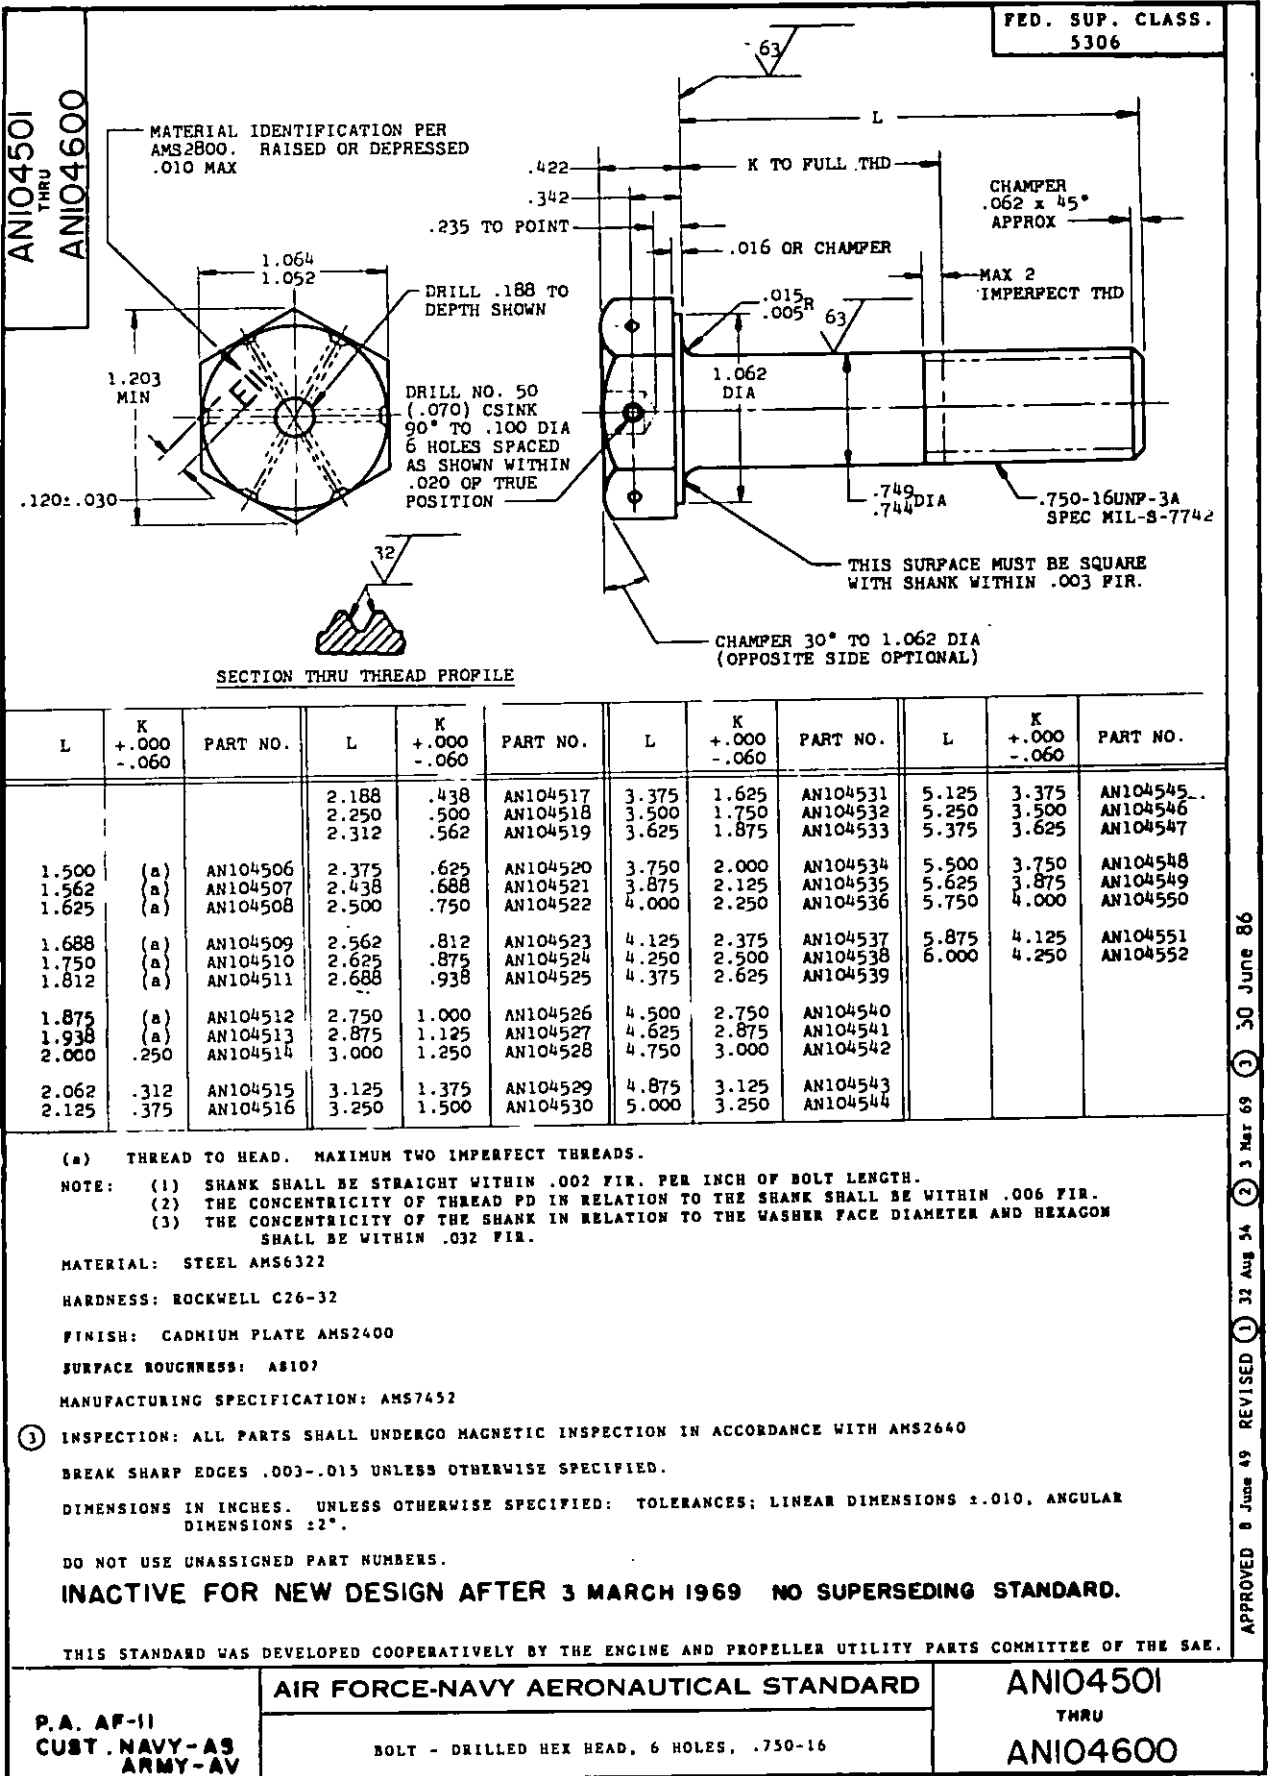 FED. SUP. CLASS.
5306
AN104501
THRU
AN104600
MATERIAL IDENTIFICATION PER
AMS2800. RAISED OR DEPRESSED
.010 MAX
63
L
.422
K TO FULL THD
.342
CHAMFER
.062 x 45°
APPROX
.235 TO POINT
.016 OR CHAMFER
1.064
1.052
MAX 2
IMPERFECT THD
DRILL .188 TO
DEPTH SHOWN
.015
.005 R
63
1.203
MIN
E11
1.062
DIA
DRILL NO. 50
(.070) CSINK
90° TO .100 DIA
6 HOLES SPACED
AS SHOWN WITHIN
.020 OF TRUE
POSITION
.120±.030
.749
.744 DIA
.750-16UNF-3A
SPEC MIL-S-7742
32
THIS SURFACE MUST BE SQUARE
WITH SHANK WITHIN .003 FIR.
CHAMFER 30° TO 1.062 DIA
(OPPOSITE SIDE OPTIONAL)
SECTION THRU THREAD PROFILE
L K +.000 -.060 PART NO. L K +.000 -.060 PART NO. L K +.000 -.060 PART NO. L K +.000 -.060 PART NO.
2.188 .438 AN104517 3.375 1.625 AN104531 5.125 3.375 AN104545
2.250 .500 AN104518 3.500 1.750 AN104532 5.250 3.500 AN104546
2.312 .562 AN104519 3.625 1.875 AN104533 5.375 3.625 AN104547
1.500 (a) AN104506 2.375 .625 AN104520 3.750 2.000 AN104534 5.500 3.750 AN104548
1.562 (a) AN104507 2.438 .688 AN104521 3.875 2.125 AN104535 5.625 3.875 AN104549
1.625 (a) AN104508 2.500 .750 AN104522 4.000 2.250 AN104536 5.750 4.000 AN104550
1.688 (a) AN104509 2.562 .812 AN104523 4.125 2.375 AN104537 5.875 4.125 AN104551
1.750 (a) AN104510 2.625 .875 AN104524 4.250 2.500 AN104538 6.000 4.250 AN104552
1.812 (a) AN104511 2.688 .938 AN104525 4.375 2.625 AN104539
1.875 (a) AN104512 2.750 1.000 AN104526 4.500 2.750 AN104540
1.938 (a) AN104513 2.875 1.125 AN104527 4.625 2.875 AN104541
2.000 .250 AN104514 3.000 1.250 AN104528 4.750 3.000 AN104542
2.062 .312 AN104515 3.125 1.375 AN104529 4.875 3.125 AN104543
2.125 .375 AN104516 3.250 1.500 AN104530 5.000 3.250 AN104544
(a) THREAD TO HEAD. MAXIMUM TWO IMPERFECT THREADS.
NOTE: (1) SHANK SHALL BE STRAIGHT WITHIN .002 FIR. PER INCH OF BOLT LENGTH.
(2) THE CONCENTRICITY OF THREAD PD IN RELATION TO THE SHANK SHALL BE WITHIN .006 FIR.
(3) THE CONCENTRICITY OF THE SHANK IN RELATION TO THE WASHER FACE DIAMETER AND HEXAGON
SHALL BE WITHIN .032 FIR.
MATERIAL: STEEL AMS6322
HARDNESS: ROCKWELL C26-32
FINISH: CADMIUM PLATE AMS2400
SURFACE ROUGHNESS: AS107
MANUFACTURING SPECIFICATION: AMS7452
(3) INSPECTION: ALL PARTS SHALL UNDERGO MAGNETIC INSPECTION IN ACCORDANCE WITH AMS2640
BREAK SHARP EDGES .003-.015 UNLESS OTHERWISE SPECIFIED.
DIMENSIONS IN INCHES. UNLESS OTHERWISE SPECIFIED: TOLERANCES; LINEAR DIMENSIONS ±.010, ANGULAR
DIMENSIONS ±2°.
DO NOT USE UNASSIGNED PART NUMBERS.
INACTIVE FOR NEW DESIGN AFTER 3 MARCH 1969 NO SUPERSEDING STANDARD.
THIS STANDARD WAS DEVELOPED COOPERATIVELY BY THE ENGINE AND PROPELLER UTILITY PARTS COMMITTEE OF THE SAE.
APPROVED 8 June 49 REVISED (1) 32 Aug 54 (2) 3 Mar 69 (3) 30 June 86
P.A. AF-11
CUST. NAVY-AS
ARMY-AV
AIR FORCE-NAVY AERONAUTICAL STANDARD
BOLT - DRILLED HEX HEAD, 6 HOLES, .750-16
AN104501
THRU
AN104600